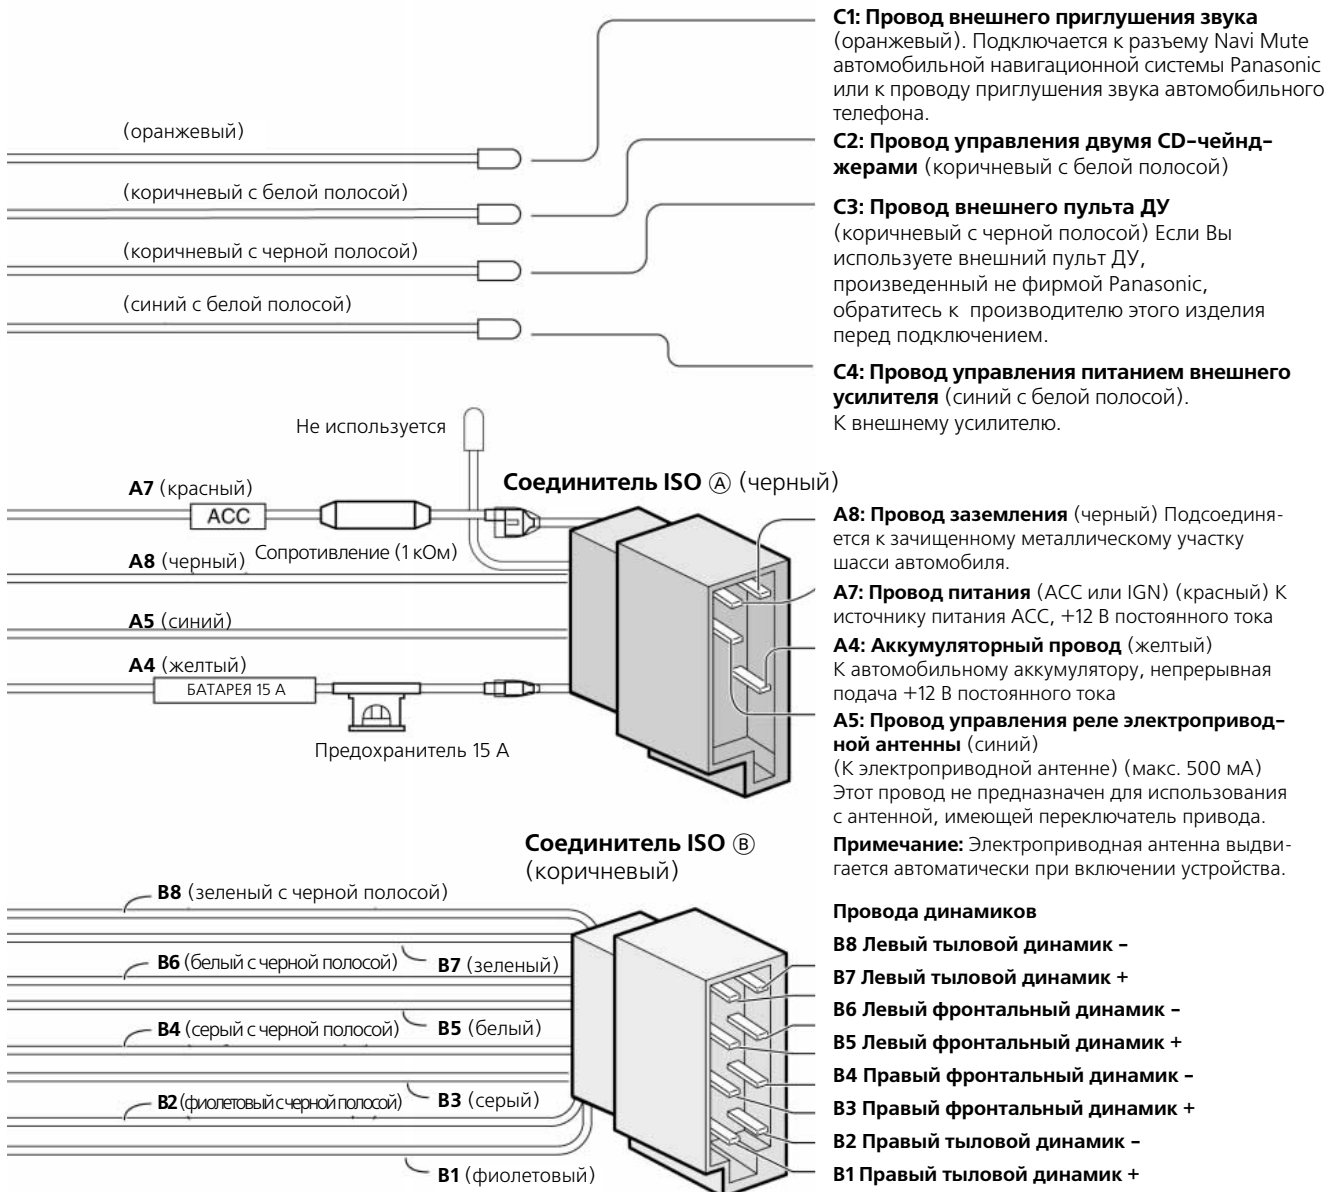 C1: Провод внешнего приглушения звука
(оранжевый). Подключается к разъему Navi Mute
автомобильной навигационной системы Panasonic
или к проводу приглушения звука автомобильного
телефона.
C2: Провод управления двумя CD-чейнд-
жерами (коричневый с белой полосой)
C3: Провод внешнего пульта ДУ
(коричневый с черной полосой) Если Вы
используете внешний пульт ДУ,
произведенный не фирмой Panasonic,
обратитесь к производителю этого изделия
перед подключением.
C4: Провод управления питанием внешнего
усилителя (синий с белой полосой).
К внешнему усилителю.
(оранжевый)
(коричневый с белой полосой)
(коричневый с черной полосой)
(синий с белой полосой)
Не используется
Соединитель ISO Ⓐ (черный)
A7 (красный)
ACC
Сопротивление (1 кОм)
A8 (черный)
A5 (синий)
A4 (желтый)
БАТАРЕЯ 15 А
Предохранитель 15 А
A8: Провод заземления (черный) Подсоединя-
ется к зачищенному металлическому участку
шасси автомобиля.
A7: Провод питания (ACC или IGN) (красный) К
источнику питания ACC, +12 В постоянного тока
A4: Аккумуляторный провод (желтый)
К автомобильному аккумулятору, непрерывная
подача +12 В постоянного тока
A5: Провод управления реле электропривод-
ной антенны (синий)
(К электроприводной антенне) (макс. 500 мА)
Этот провод не предназначен для использования
с антенной, имеющей переключатель привода.
Примечание: Электроприводная антенна выдви-
гается автоматически при включении устройства.
Соединитель ISO Ⓑ
(коричневый)
B8 (зеленый с черной полосой)
B6 (белый с черной полосой)
B7 (зеленый)
B4 (серый с черной полосой)
B5 (белый)
B2 (фиолетовый с черной полосой)
B3 (серый)
B1 (фиолетовый)
Провода динамиков
B8 Левый тыловой динамик -
B7 Левый тыловой динамик +
B6 Левый фронтальный динамик -
B5 Левый фронтальный динамик +
B4 Правый фронтальный динамик -
B3 Правый фронтальный динамик +
B2 Правый тыловой динамик -
B1 Правый тыловой динамик +